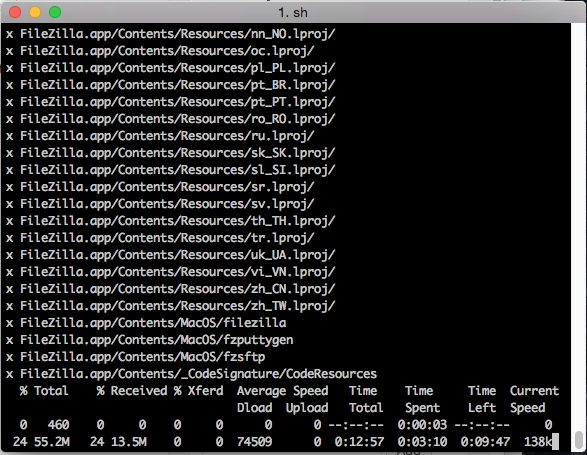 1. sh
x FileZilla.app/Contents/Resources/nn_NO.lproj/
x FileZilla.app/Contents/Resources/oc.lproj/
x FileZilla.app/Contents/Resources/pl_PL.lproj/
x FileZilla.app/Contents/Resources/pt_BR.lproj/
x FileZilla.app/Contents/Resources/pt_PT.lproj/
x FileZilla.app/Contents/Resources/ro_RO.lproj/
x FileZilla.app/Contents/Resources/ru.lproj/
x FileZilla.app/Contents/Resources/sk_SK.lproj/
x FileZilla.app/Contents/Resources/sl_SI.lproj/
x FileZilla.app/Contents/Resources/sr.lproj/
x FileZilla.app/Contents/Resources/sv.lproj/
x FileZilla.app/Contents/Resources/th_TH.lproj/
x FileZilla.app/Contents/Resources/tr.lproj/
x FileZilla.app/Contents/Resources/uk_UA.lproj/
x FileZilla.app/Contents/Resources/vi_VN.lproj/
x FileZilla.app/Contents/Resources/zh_CN.lproj/
x FileZilla.app/Contents/Resources/zh_TW.lproj/
x FileZilla.app/Contents/MacOS/filezilla
x FileZilla.app/Contents/MacOS/fzputtygen
x FileZilla.app/Contents/MacOS/fzsftp
x FileZilla.app/Contents/_CodeSignature/CodeResources
% Total % Received % Xferd Average Speed Time Time Time Current
Dload Upload Total Spent Left Speed
0 460 0 0 0 0 0 0 --:--:-- 0:00:03 --:--:-- 0
24 55.2M 24 13.5M 0 0 74509 0 0:12:57 0:03:10 0:09:47 138k